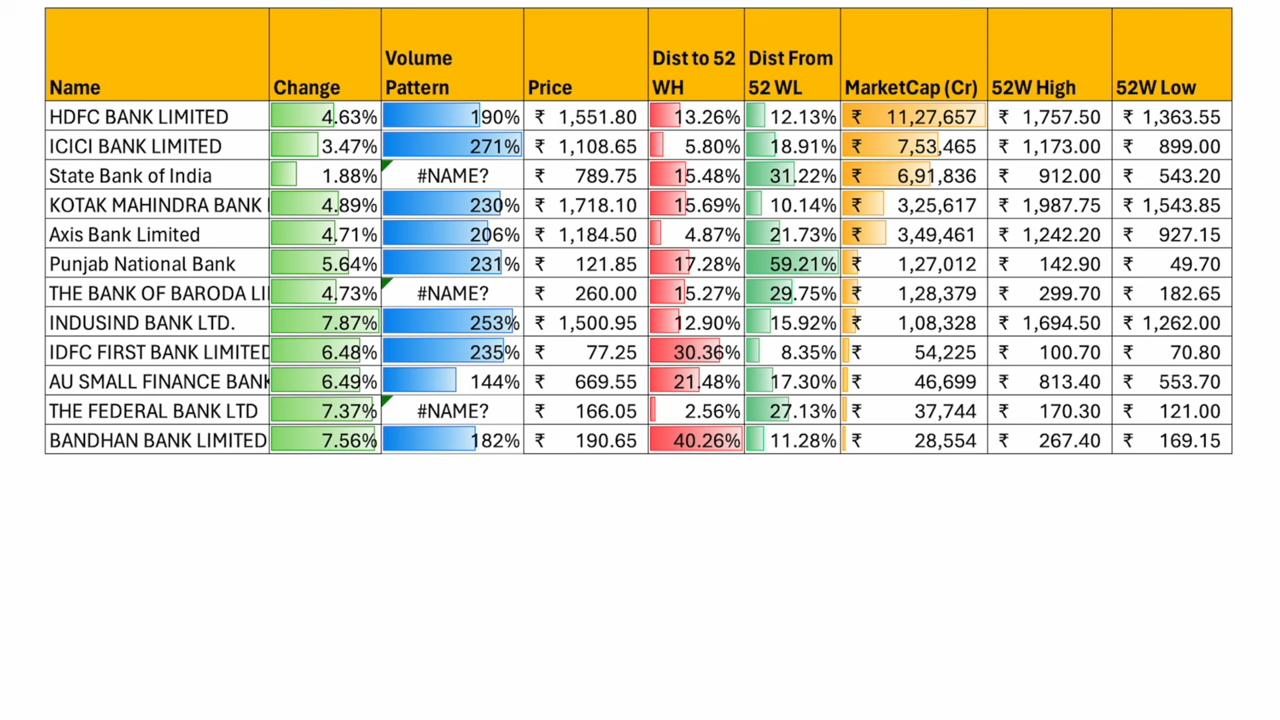 Name Change Volume Pattern Price Dist to 52 WH Dist From 52 WL MarketCap (Cr) 52W High 52W Low
HDFC BANK LIMITED 4.63% 190% ₹ 1,551.80 13.26% 12.13% ₹ 11,27,657 ₹ 1,757.50 ₹ 1,363.55
ICICI BANK LIMITED 3.47% 271% ₹ 1,108.65 5.80% 18.91% ₹ 7,53,465 ₹ 1,173.00 ₹ 899.00
State Bank of India 1.88% #NAME? ₹ 789.75 15.48% 31.22% ₹ 6,91,836 ₹ 912.00 ₹ 543.20
KOTAK MAHINDRA BANK 4.89% 230% ₹ 1,718.10 15.69% 10.14% ₹ 3,25,617 ₹ 1,987.75 ₹ 1,543.85
Axis Bank Limited 4.71% 206% ₹ 1,184.50 4.87% 21.73% ₹ 3,49,461 ₹ 1,242.20 ₹ 927.15
Punjab National Bank 5.64% 231% ₹ 121.85 17.28% 59.21% ₹ 1,27,012 ₹ 142.90 ₹ 49.70
THE BANK OF BARODA LI 4.73% #NAME? ₹ 260.00 15.27% 29.75% ₹ 1,28,379 ₹ 299.70 ₹ 182.65
INDUSIND BANK LTD. 7.87% 253% ₹ 1,500.95 12.90% 15.92% ₹ 1,08,328 ₹ 1,694.50 ₹ 1,262.00
IDFC FIRST BANK LIMITED 6.48% 235% ₹ 77.25 30.36% 8.35% ₹ 54,225 ₹ 100.70 ₹ 70.80
AU SMALL FINANCE BANK 6.49% 144% ₹ 669.55 21.48% 17.30% ₹ 46,699 ₹ 813.40 ₹ 553.70
THE FEDERAL BANK LTD 7.37% #NAME? ₹ 166.05 2.56% 27.13% ₹ 37,744 ₹ 170.30 ₹ 121.00
BANDHAN BANK LIMITED 7.56% 182% ₹ 190.65 40.26% 11.28% ₹ 28,554 ₹ 267.40 ₹ 169.15